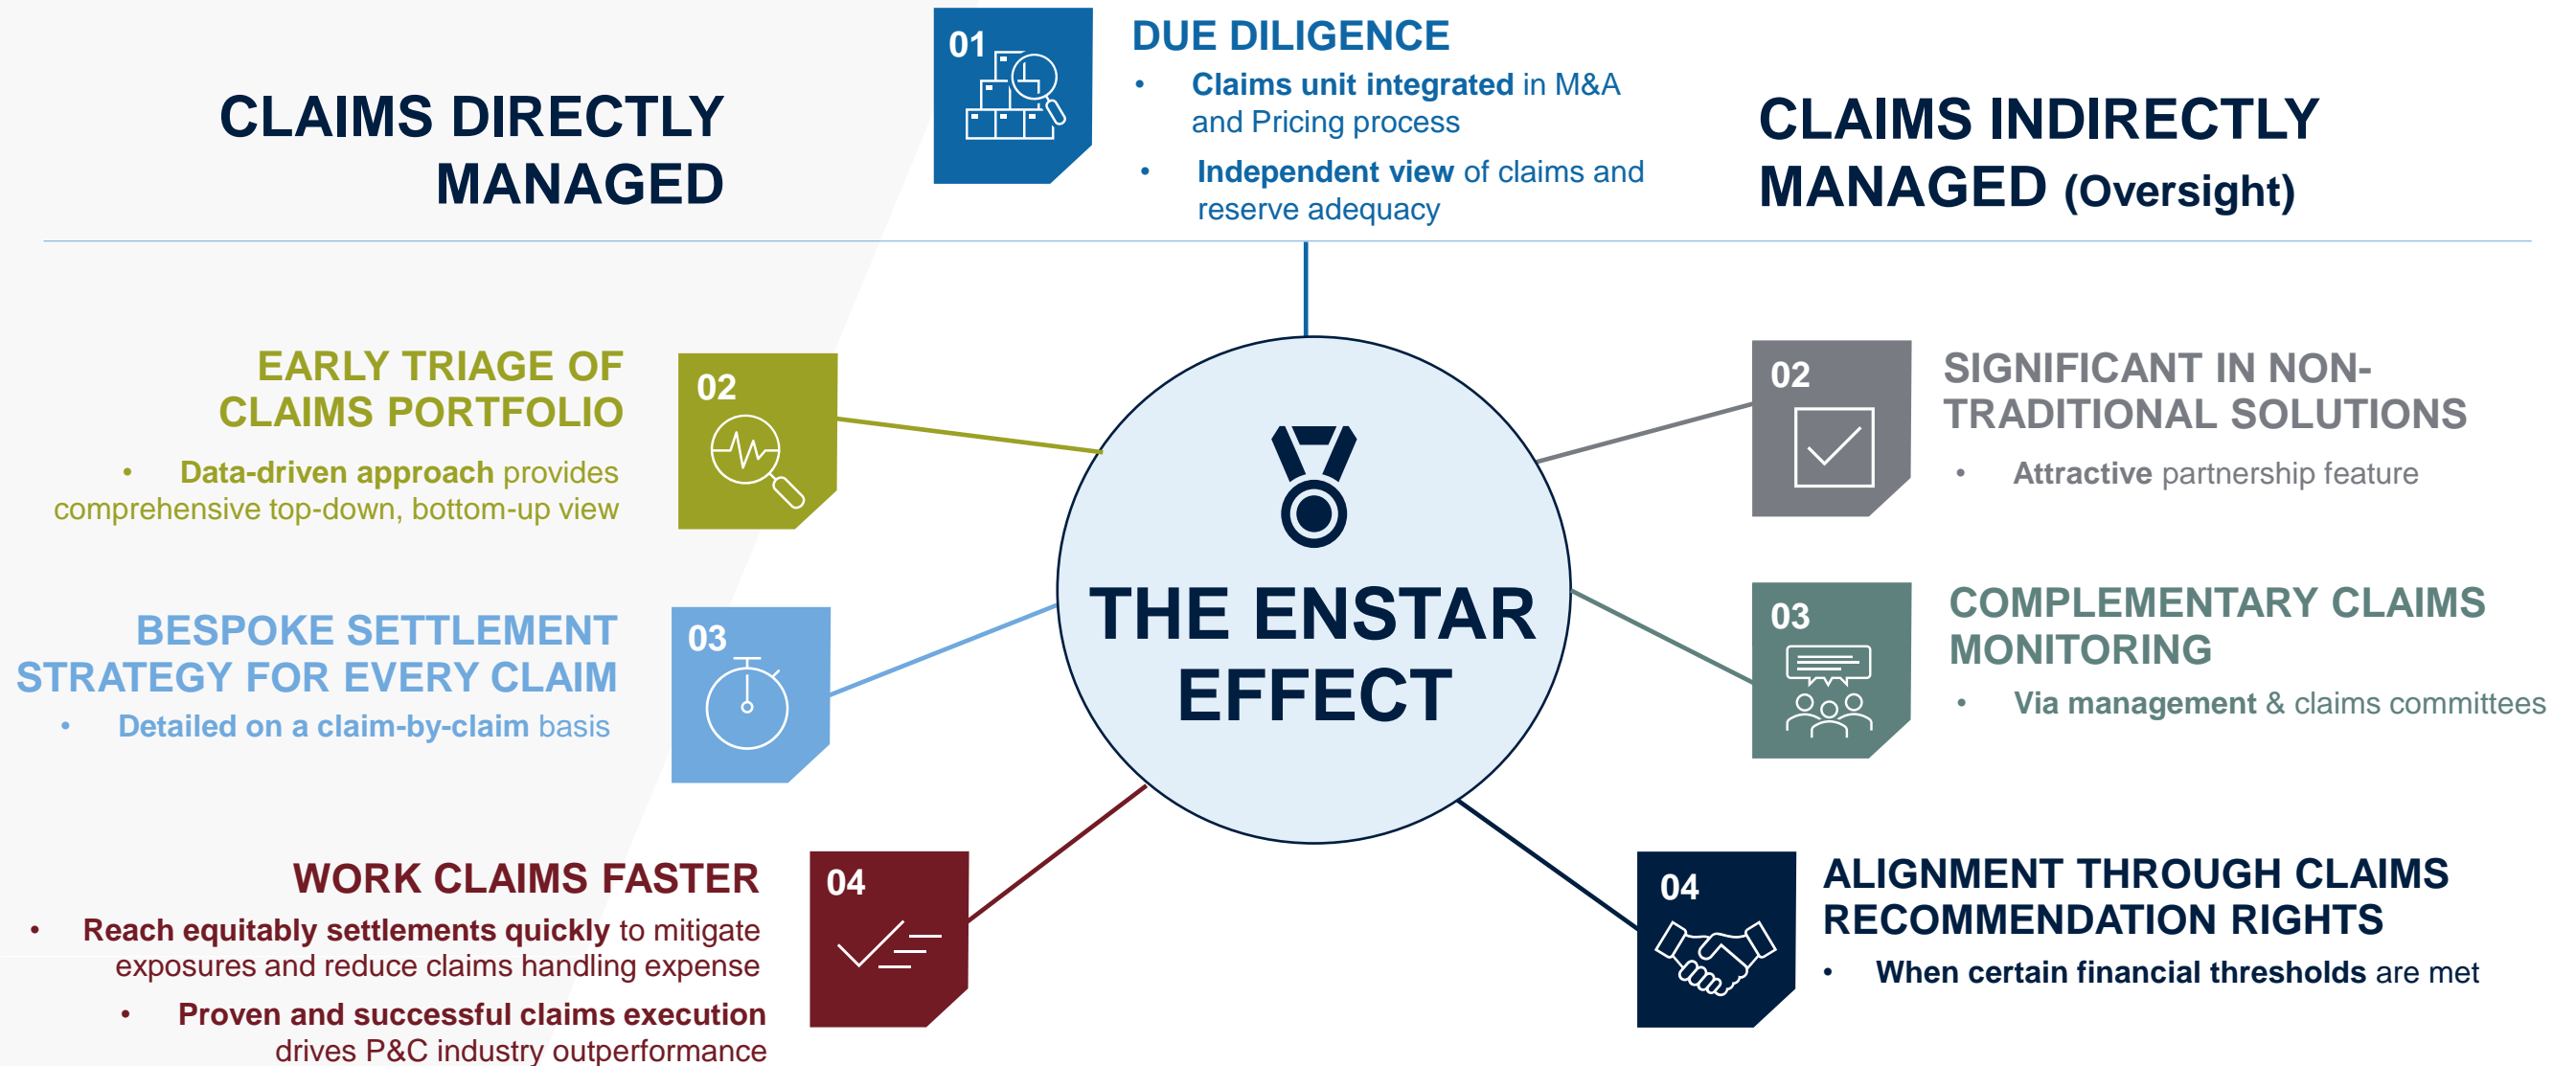 CLAIMS DIRECTLY
MANAGED
01
DUE DILIGENCE
• Claims unit integrated in M&A
and Pricing process
• Independent view of claims and
reserve adequacy
CLAIMS INDIRECTLY
MANAGED (Oversight)
EARLY TRIAGE OF
CLAIMS PORTFOLIO
• Data-driven approach provides
comprehensive top-down, bottom-up view
02
BESPOKE SETTLEMENT
STRATEGY FOR EVERY CLAIM
• Detailed on a claim-by-claim basis
03
WORK CLAIMS FASTER
• Reach equitably settlements quickly to mitigate
exposures and reduce claims handling expense
• Proven and successful claims execution
drives P&C industry outperformance
04
THE ENSTAR
EFFECT
02
SIGNIFICANT IN NON-
TRADITIONAL SOLUTIONS
• Attractive partnership feature
03
COMPLEMENTARY CLAIMS
MONITORING
• Via management & claims committees
04
ALIGNMENT THROUGH CLAIMS
RECOMMENDATION RIGHTS
• When certain financial thresholds are met